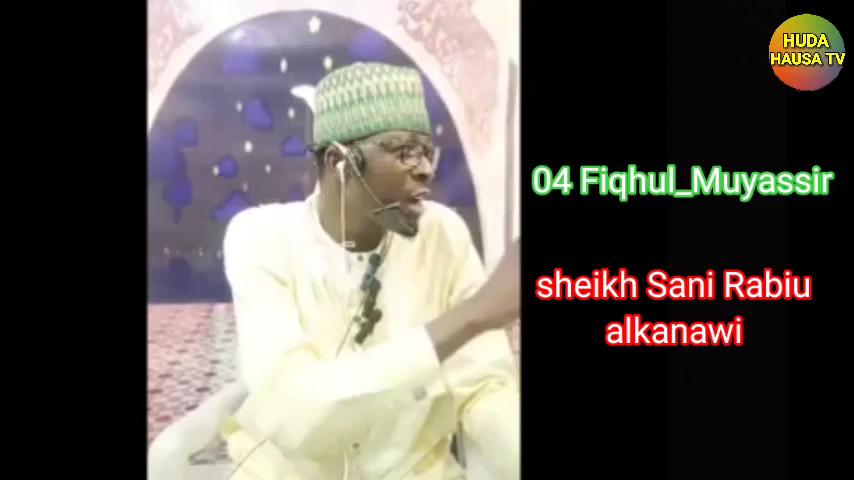 HUDA
HAUSA TV
04 Fiqhul_Muyassir
sheikh Sani Rabiu
alkanawi